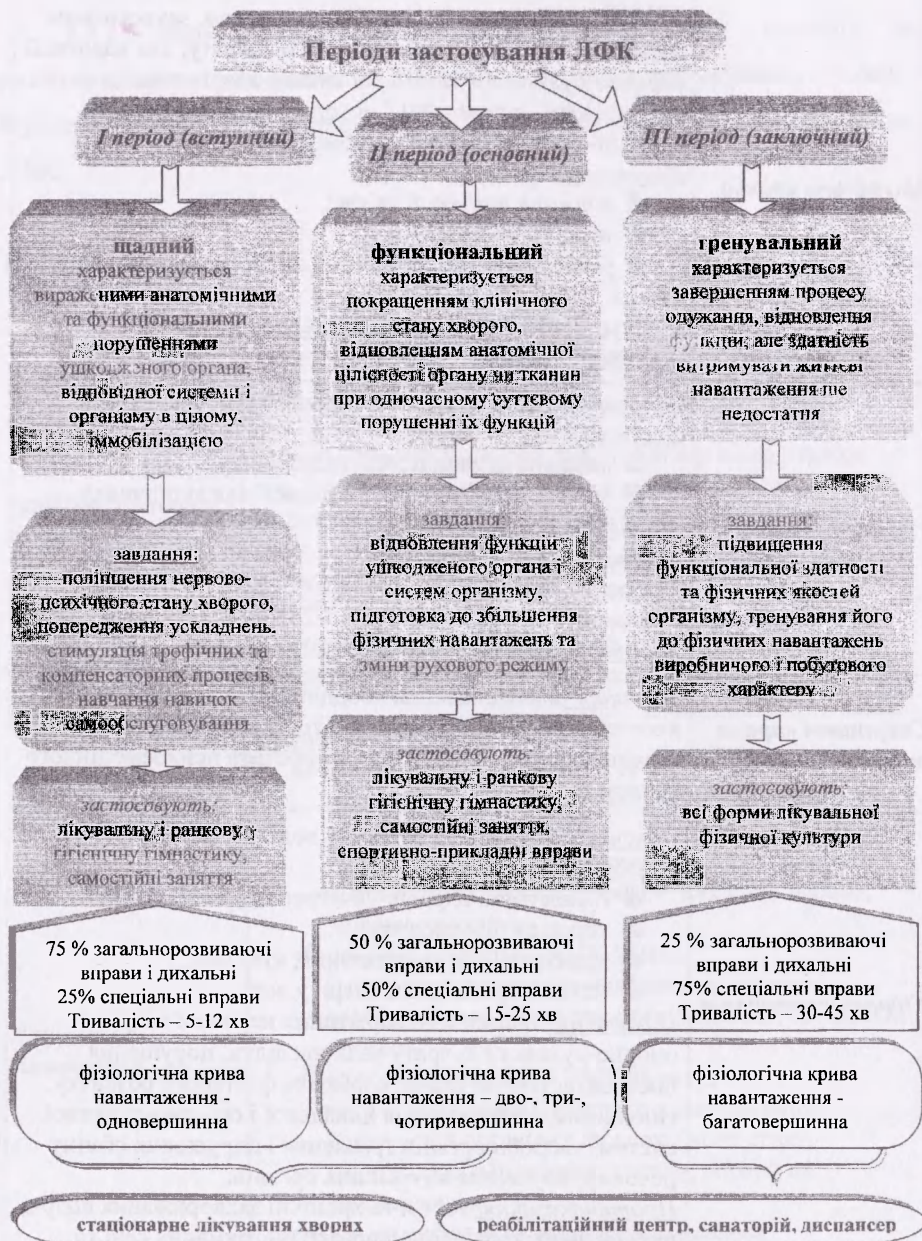 Періоди застосування ЛФК
I період (вступний)
II період (основний)
III період (заключний)
щадний
характеризується
вираженими анатомічними
та функціональними
порушеннями
ушкодженого органа,
відповідної системи і
організму в цілому,
іммобілізацією
функціональний
характеризується
покращенням клінічного
стану хворого,
відновленням анатомічної
цілісності органу чи тканин
при одночасному суттєвому
порушенні їх функцій
тренувальний
характеризується
завершенням процесу
одужання, відновлення
функції, але здатність
витримувати
навантаження ще
недостатня
завдання:
поліпшення нервово-
психічного стану хворого,
попередження ускладнень,
стимуляція трофічних та
компенсаторних процесів,
навчання навичок
самообслуговування
завдання:
відновлення функцій
ушкодженого органа і
систем організму,
підготовка до збільшення
фізичних навантажень та
зміни рухового режиму
завдання:
підвищення
функціональної здатності
та фізичних якостей
організму, тренування його
до фізичних навантажень
виробничого і побутового
характеру
застосовують:
лікувальну і ранкову
гігієнічну гімнастику,
самостійні заняття
застосовують:
лікувальну і ранкову
гігієнічну гімнастику,
самостійні заняття,
спортивно-прикладні вправи
застосовують:
всі форми лікувальної
фізичної культури
75 % загальнорозвиваючі
вправи і дихальні
25% спеціальні вправи
Тривалість – 5-12 хв
50 % загальнорозвиваючі
вправи і дихальні
50% спеціальні вправи
Тривалість – 15-25 хв
25 % загальнорозвиваючі
вправи і дихальні
75% спеціальні вправи
Тривалість – 30-45 хв
фізіологічна крива
навантаження -
одновершинна
фізіологічна крива
навантаження – дво-, три-,
чотиривершинна
фізіологічна крива
навантаження -
багатовершинна
стаціонарне лікування хворих
реабілітаційний центр, санаторій, диспансер